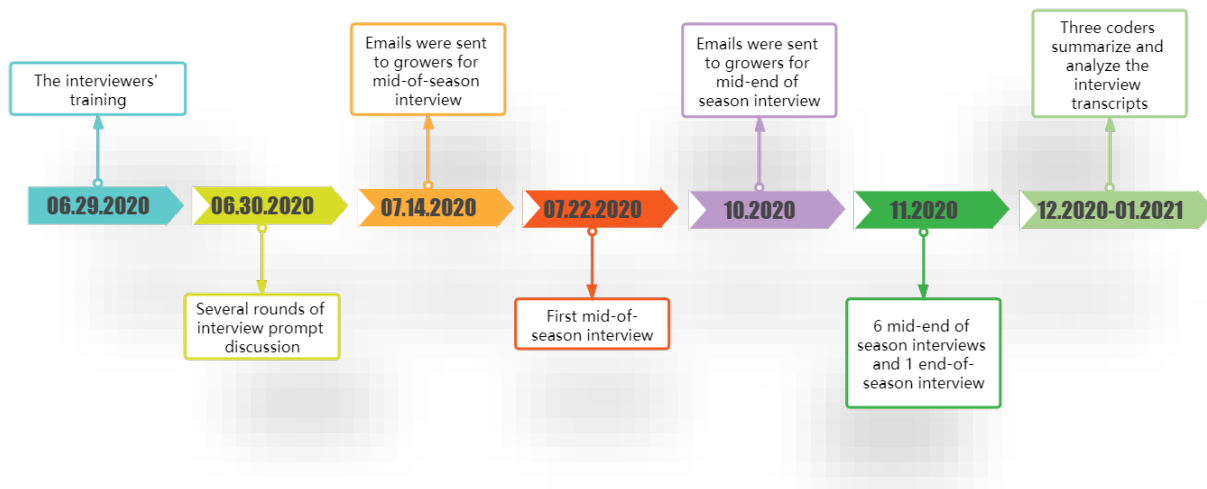 The interviewers'
training
Emails were sent
to growers for
mid-of-season
interview
Emails were sent
to growers for
mid-end of
season interview
Three coders
summarize and
analyze the
interview
transcripts
06.29.2020
06.30.2020
07.14.2020
07.22.2020
10.2020
11.2020
12.2020-01.2021
Several rounds of
interview prompt
discussion
First mid-of-
season interview
6 mid-end of
season interviews
and 1 end-of-
season interview